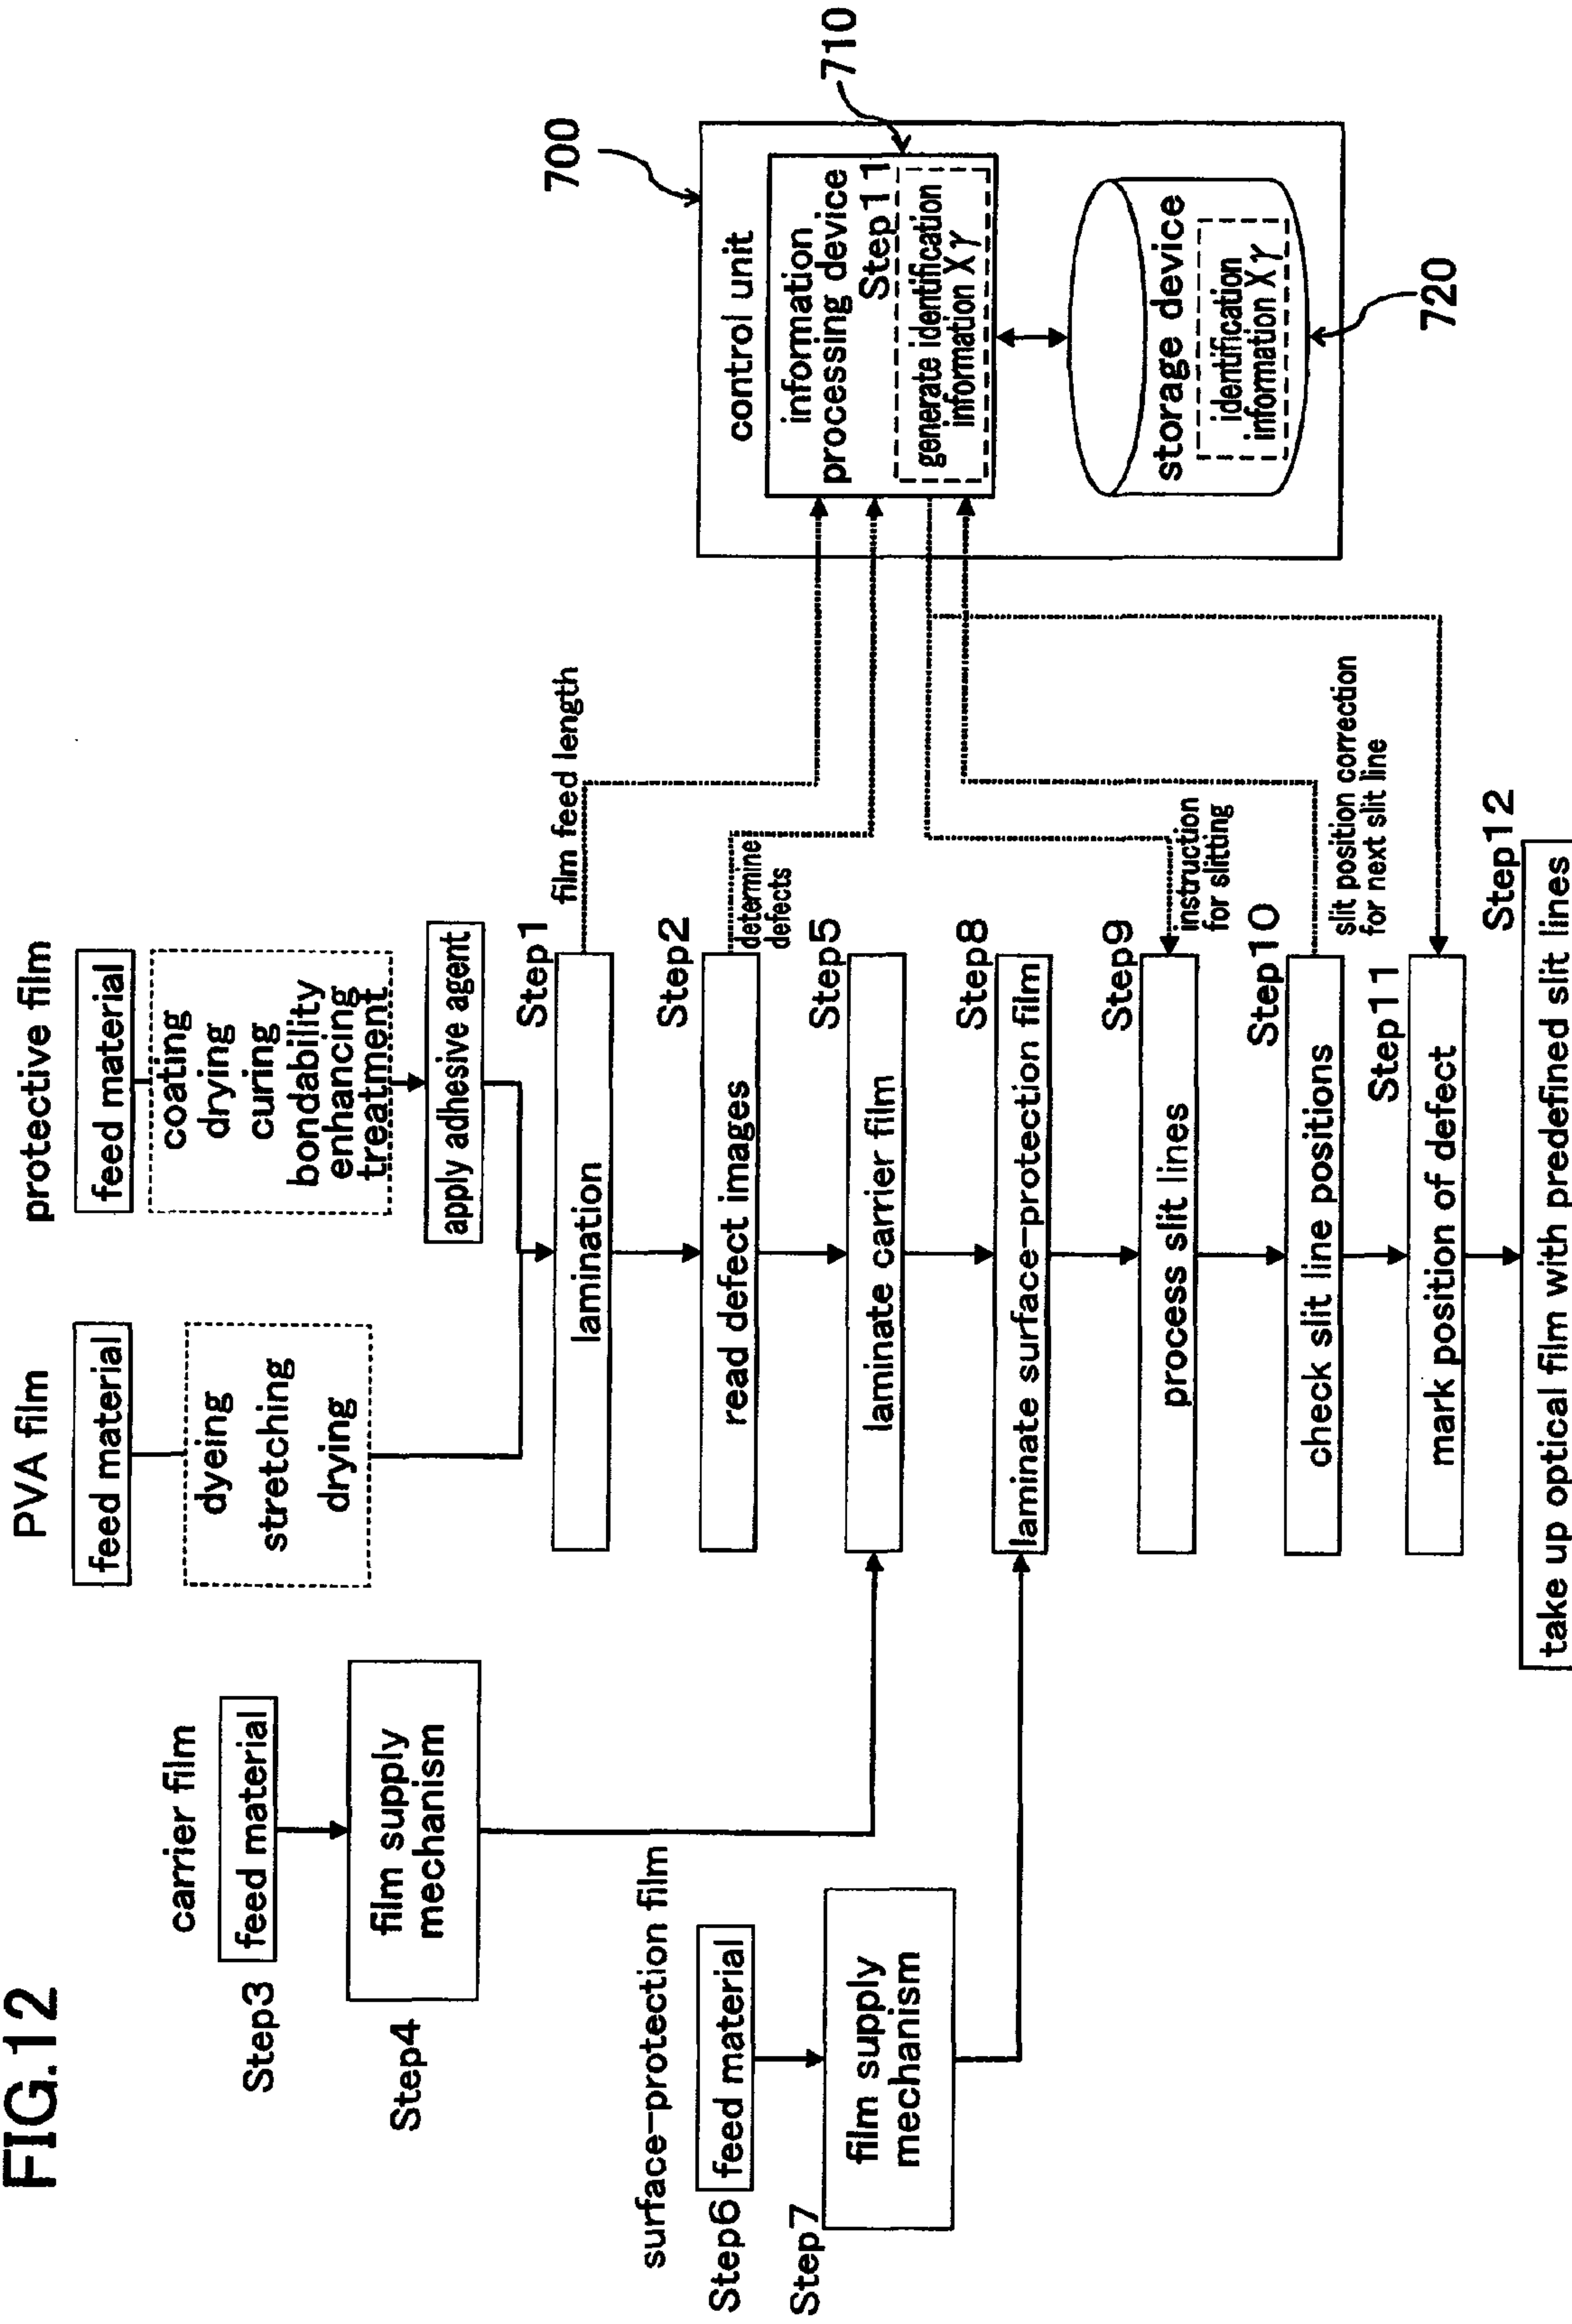 FIG.12
PVA film
feed material
dyeing
stretching
drying
protective film
feed material
coating
drying
curing
bondability
enhancing
treatment
apply adhesive agent
Step1
lamination
film feed length
Step2
read defect images
determine
defects
carrier film
Step3
feed material
Step4
film supply
mechanism
Step5
laminate carrier film
surface-protection film
Step6
feed material
Step7
film supply
mechanism
Step8
laminate surface-protection film
Step9
process slit lines
instruction
for slitting
Step10
check slit line positions
slit position correction
for next slit line
Step11
mark position of defect
Step12
take up optical film with predefined slit lines
700
control unit
710
information
processing device
Step11
generate identification
information Xγ
storage device
identification
information Xγ
720